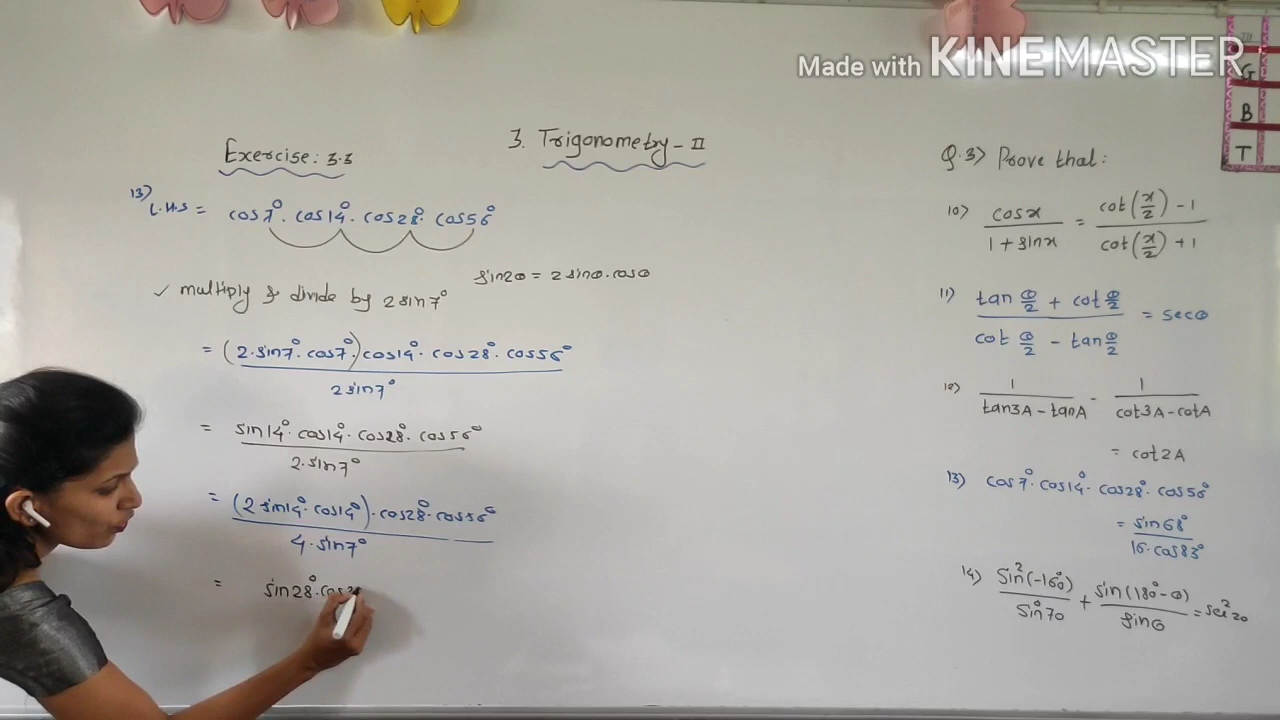 Made with KINEMASTER
G
B
T
3. Trigonometry - II
Exercise: 3.3
13) L.H.S = cos7°. cos14°. cos28°. cos56°
sin2θ = 2 sinθ.cosθ
✓ multiply & divide by 2 sin7°
= (2.sin7°. cos7°.) cos14°. cos28°. cos56°
2 sin7°
= sin14°. cos14°. cos28°. cos56°
2.sin7°
= (2 sin14°. cos14°). cos28°. cos56°
4. sin7°
= sin28°. cos
Q.3) Prove that:
10) cosx / 1 + sinx = cot(x/2) - 1 / cot(x/2) + 1
11) tan θ/2 + cot θ/2 / cot θ/2 - tan θ/2 = secθ
12) 1 / tan3A - tanA - 1 / cot3A - cotA
= cot2A
13) cos7°. cos14°. cos28°. cos56°
= sin68° / 16.cos83°
14) sin²(-160°) / sin°70 + sin(180° - θ) / sinθ = sec²20